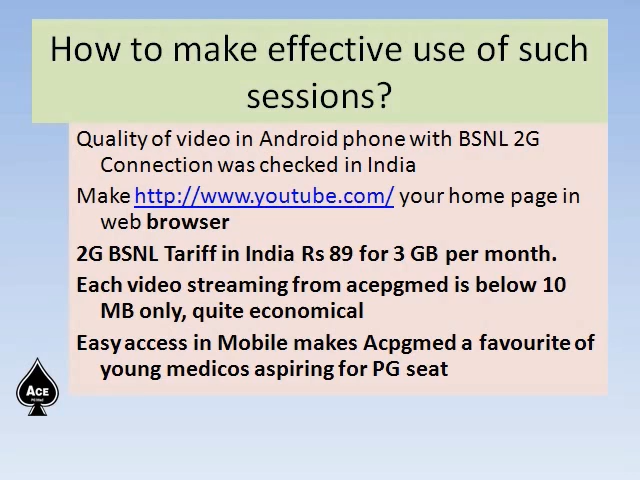 How to make effective use of such
sessions?
Quality of video in Android phone with BSNL 2G
Connection was checked in India
Make http://www.youtube.com/ your home page in
web browser
2G BSNL Tariff in India Rs 89 for 3 GB per month.
Each video streaming from acepgmed is below 10
MB only, quite economical
Easy access in Mobile makes Acpgmed a favourite of
young medicos aspiring for PG seat
ACE